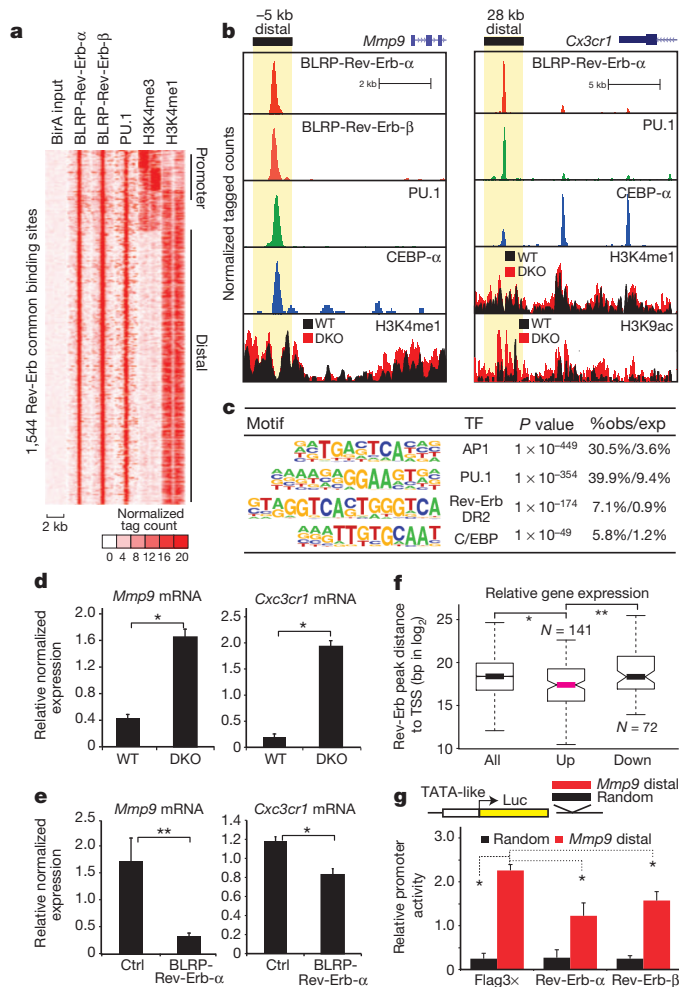 a
BirA input
BLRP-Rev-Erb-α
BLRP-Rev-Erb-β
PU.1
H3K4me3
H3K4me1
1,544 Rev-Erb common binding sites
Promoter
Distal
2 kb
Normalized
tag count
0 4 8 12 16 20
b
–5 kb
distal
Mmp9
BLRP-Rev-Erb-α
2 kb
BLRP-Rev-Erb-β
PU.1
CEBP-α
WT
DKO
H3K4me1
Normalized tagged counts
28 kb
distal
Cx3cr1
BLRP-Rev-Erb-α
5 kb
PU.1
CEBP-α
WT
DKO
H3K4me1
WT
DKO
H3K9ac
c
Motif TF P value %obs/exp
GATGAGTCACAG AP1 1 × 10–449 30.5%/3.6%
AAAAGAGGAAGTG PU.1 1 × 10–354 39.9%/9.4%
GTAGGTCACTGGGTCA Rev-Erb DR2 1 × 10–174 7.1%/0.9%
TTGTGCAAT C/EBP 1 × 10–49 5.8%/1.2%
d
Mmp9 mRNA
Relative normalized
expression
2.0
1.6
1.2
0.8
0.4
0
*
WT DKO
Cxc3cr1 mRNA
2.4
1.8
1.2
0.6
0
*
WT DKO
e
Mmp9 mRNA
Relative normalized
expression
2.5
2.0
1.5
1.0
0.5
0
**
Ctrl BLRP-
Rev-Erb-α
Cxc3cr1 mRNA
1.4
1.2
1.0
0.8
0.6
0.4
0.2
0
*
Ctrl BLRP-
Rev-Erb-α
f
Relative gene expression
Rev-Erb peak distance
to TSS (bp in log2)
25
20
15
10
* **
N = 141
N = 72
All Up Down
g
TATA-like
Luc
Mmp9 distal
Random
Random Mmp9 distal
Relative promoter
activity
3.0
2.0
1.0
0
* * *
Flag3× Rev-Erb-α Rev-Erb-β